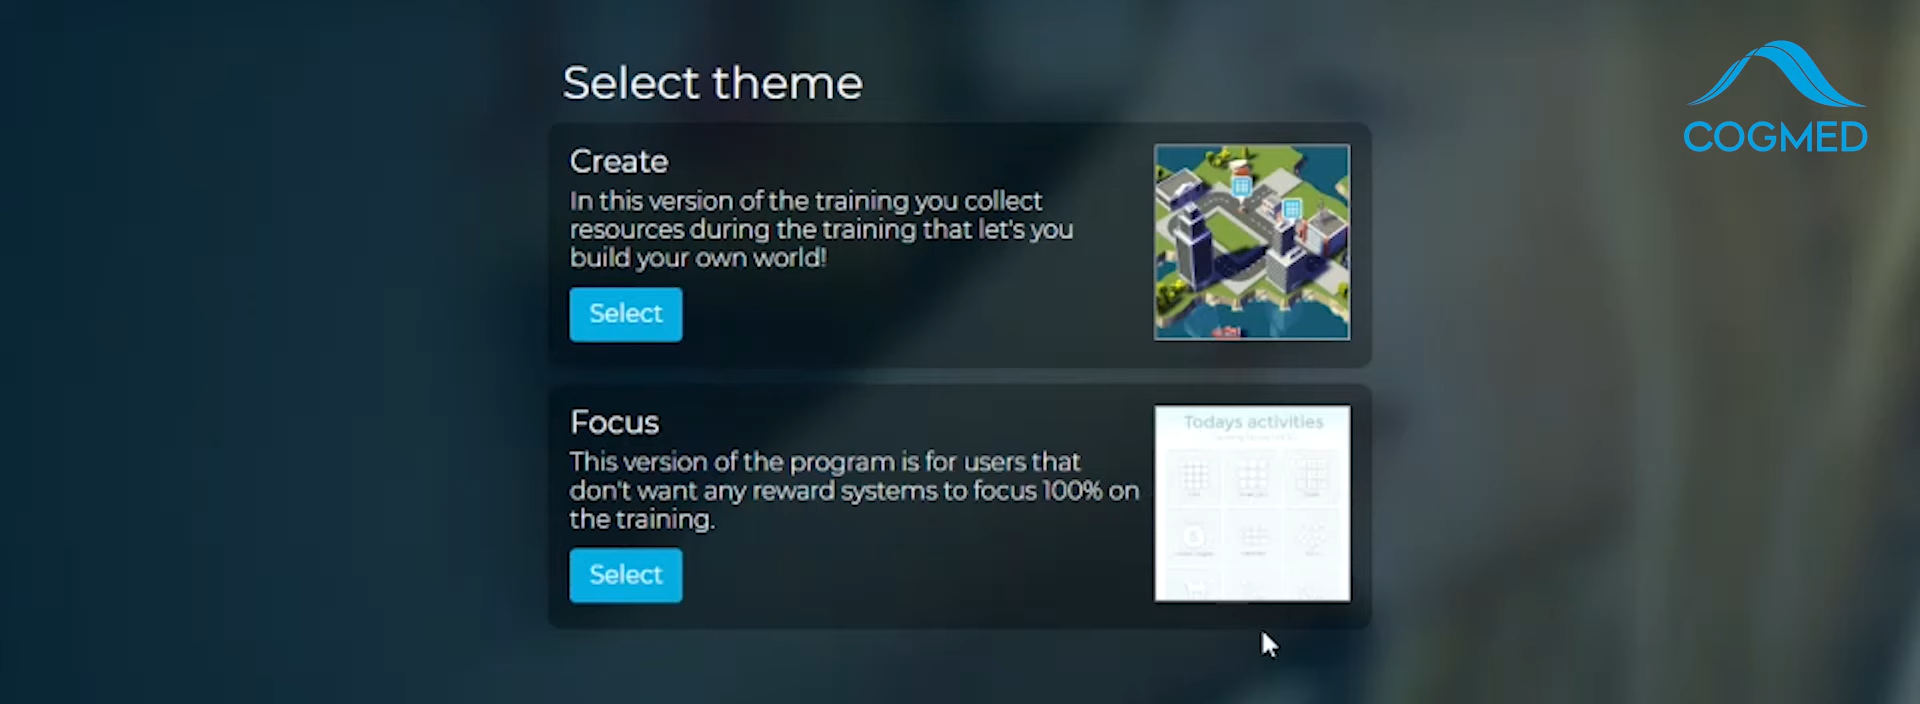 Select theme
COGMED
Create
In this version of the training you collect
resources during the training that let's you
build your own world!
Select
Focus
This version of the program is for users that
don't want any reward systems to focus 100% on
the training.
Select
Todays activities